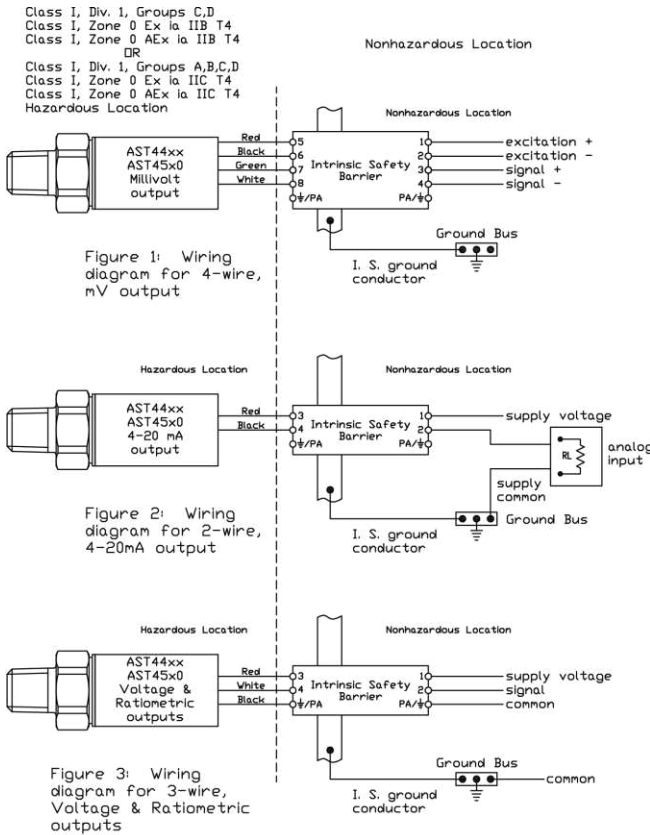 Class I, Div. 1, Groups C,D
Class I, Zone 0 Ex ia IIB T4
Class I, Zone 0 AEx ia IIB T4
OR
Class I, Div. 1, Groups A,B,C,D
Class I, Zone 0 Ex ia IIC T4
Class I, Zone 0 AEx ia IIC T4
Hazardous Location
Nonhazardous Location
Nonhazardous Location
AST44xx
AST45x0
Millivolt
output
Red
Black
Green
White
5
6
7
8
⏚/PA
Intrinsic Safety
Barrier
1
2
3
4
PA/⏚
excitation +
excitation -
signal +
signal -
Ground Bus
I. S. ground
conductor
Figure 1: Wiring
diagram for 4-wire,
mV output
Hazardous Location
Nonhazardous Location
AST44xx
AST45x0
4-20 mA
output
Red
Black
3
4
⏚/PA
Intrinsic Safety
Barrier
1
2
PA/⏚
supply voltage
RL
analog
input
supply
common
Ground Bus
I. S. ground
conductor
Figure 2: Wiring
diagram for 2-wire,
4-20mA output
Hazardous Location
Nonhazardous Location
AST44xx
AST45x0
Voltage &
Ratiometric
outputs
Red
White
Black
3
4
⏚/PA
Intrinsic Safety
Barrier
1
2
PA/⏚
supply voltage
signal
common
Ground Bus
common
I. S. ground
conductor
Figure 3: Wiring
diagram for 3-wire,
Voltage & Ratiometric
outputs